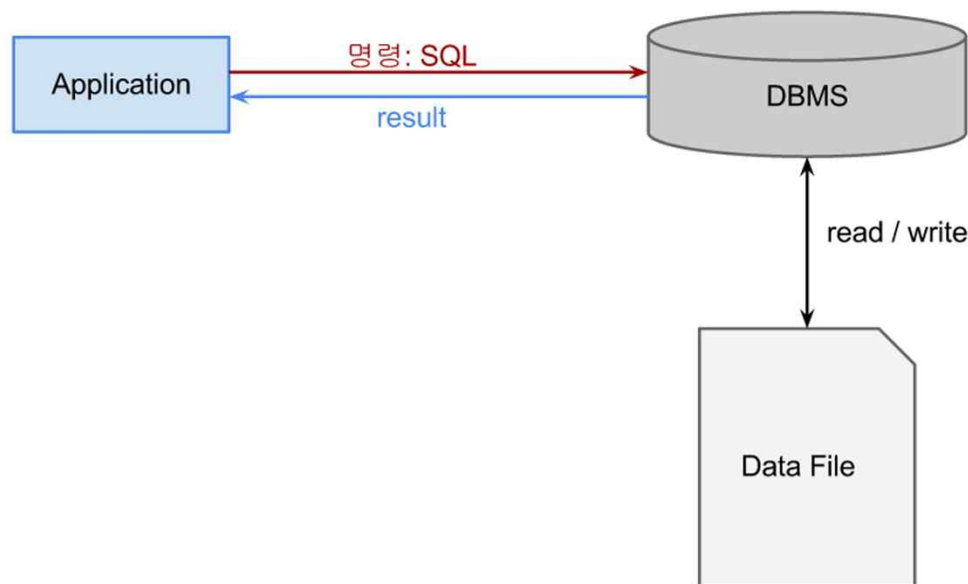 Application
명령: SQL
result
DBMS
read / write
Data File